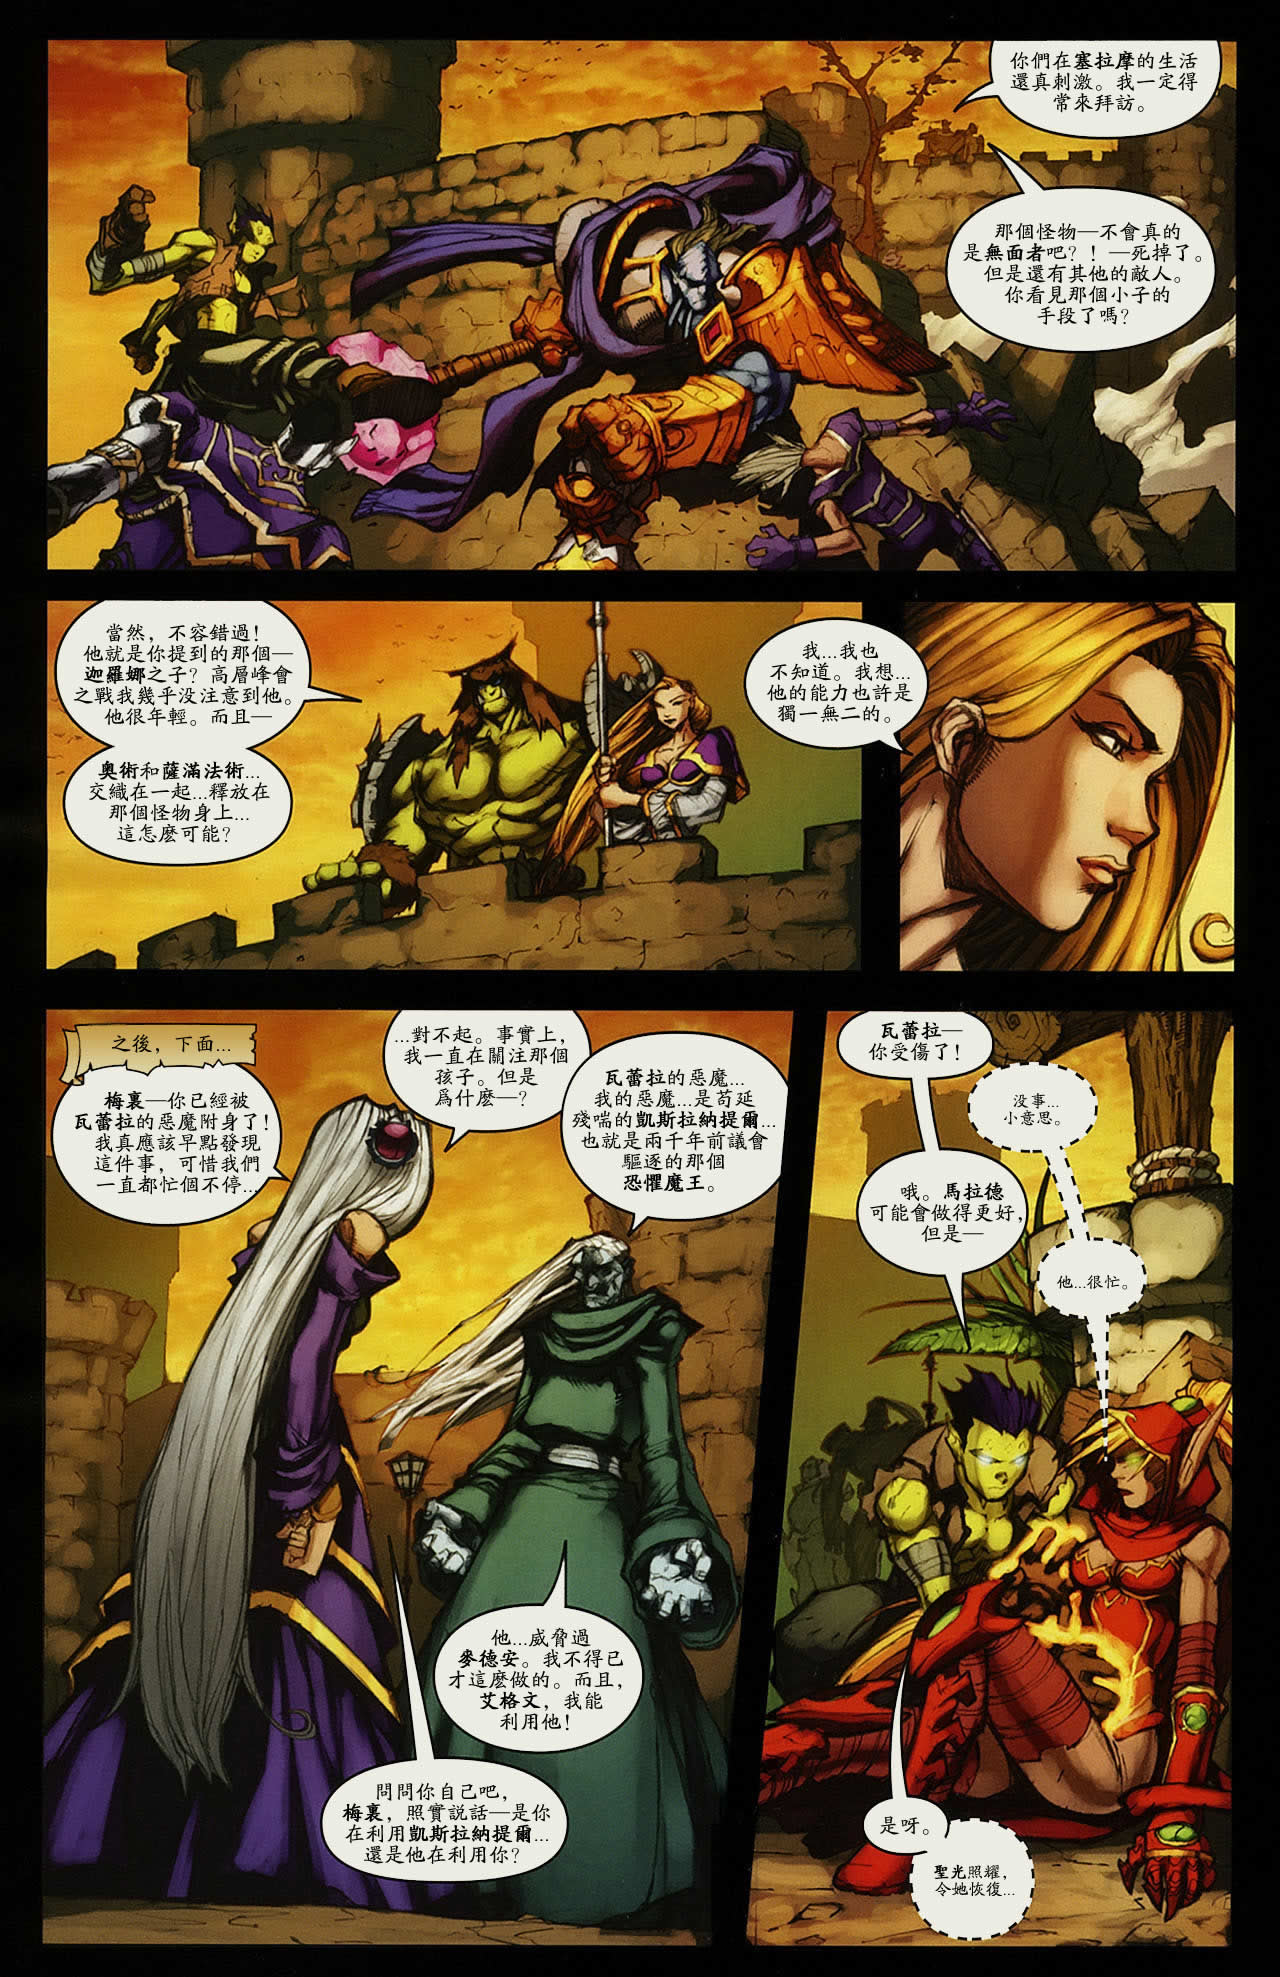 你們在塞拉摩的生活
還真刺激。我一定得
常來拜訪。
那個怪物—不會真的
是無面者吧？！—死掉了。
但是還有其他的敵人。
你看見那個小子的
手段了嗎？
當然，不容錯過！
他就是你提到的那個—
迦羅娜之子？高層峰會
之戰我幾乎没注意到他。
他很年輕。而且—
奧術和薩滿法術...
交織在一起...釋放在
那個怪物身上...
這怎麽可能？
我...我也
不知道。我想...
他的能力也許是
獨一無二的。
之後，下面...
梅裏—你已經被
瓦蕾拉的惡魔附身了！
我真應該早點發現
這件事，可惜我們
一直都忙個不停...
...對不起。事實上，
我一直在關注那個
孩子。但是
爲什麽—？
瓦蕾拉的惡魔...
我的惡魔...是苟延
殘喘的凱斯拉納提爾...
也就是兩千年前議會
驅逐的那個
恐懼魔王。
他...威脅過
麥德安。我不得已
才這麽做的。而且，
艾格文，我能
利用他！
問問你自己吧，
梅裏，照實説話—是你
在利用凱斯拉納提爾...
還是他在利用你？
瓦蕾拉—
你受傷了！
没事...
小意思。
哦。馬拉德
可能會做得更好，
但是—
他...很忙。
是呀。
聖光照耀，
令她恢復...